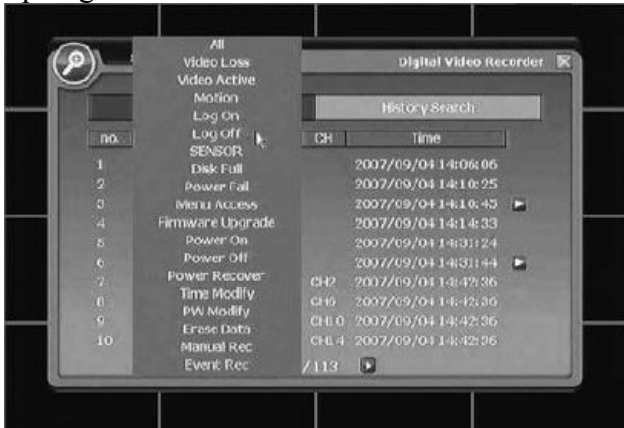 All
Video Loss
Digital Video Recorder
Video Active
Motion
History Search
Log On
no.
Log Off
CH
Time
SENSOR
1
2007/09/04 14:06:06
Disk Full
2
Power Fail
2007/09/04 14:10:25
3
Menu Access
2007/09/04 14:10:45
4
Firmware Upgrade
2007/09/04 14:14:33
5
Power On
2007/09/04 14:31:24
6
Power Off
2007/09/04 14:31:44
7
Power Recover
CH2 2007/09/04 14:42:36
8
Time Modify
CH6 2007/09/04 14:42:36
9
PW Modify
CH10 2007/09/04 14:42:36
Erase Data
10
CH14 2007/09/04 14:42:36
Manual Rec
Event Rec
/113